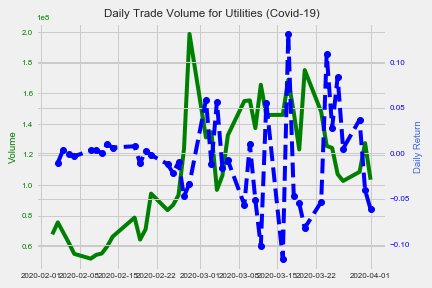 Daily Trade Volume for Utilities (Covid-19)
1e8
2.0
1.8
1.6
1.4
1.2
1.0
0.8
0.6
Volume
0.10
0.05
0.00
−0.05
−0.10
Daily Return
2020-02-01 2020-02-08 2020-02-15 2020-02-22 2020-03-01 2020-03-08 2020-03-15 2020-03-22 2020-04-01